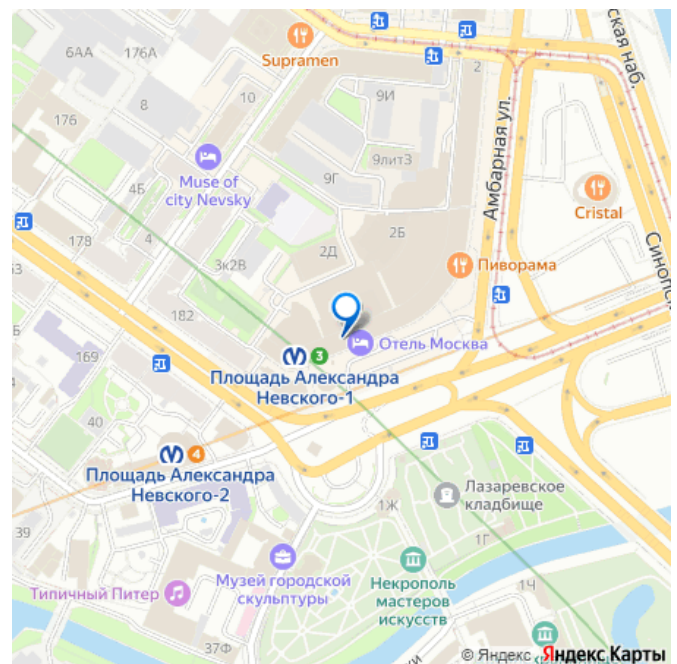 ская наб.
Supramen
6АА
176А
2
10
9И
8
176
Амбарная ул.
9литЗ
Muse of
city Nevsky
9Г
4Б
Cristal
178
4
2Б
2Д
3к2В
Пиворама
Синопс
182
Отель Москва
3
169
Площадь Александра
Невского-1
40
4
Площадь Александра
Невского-2
Лазаревское
кладбище
1Ж
39
1Г
Музей городской
скульптуры
Некрополь
мастеров
искусств
Типичный Питер
1Ч
37Ф
© Яндекс Яндекс Карты